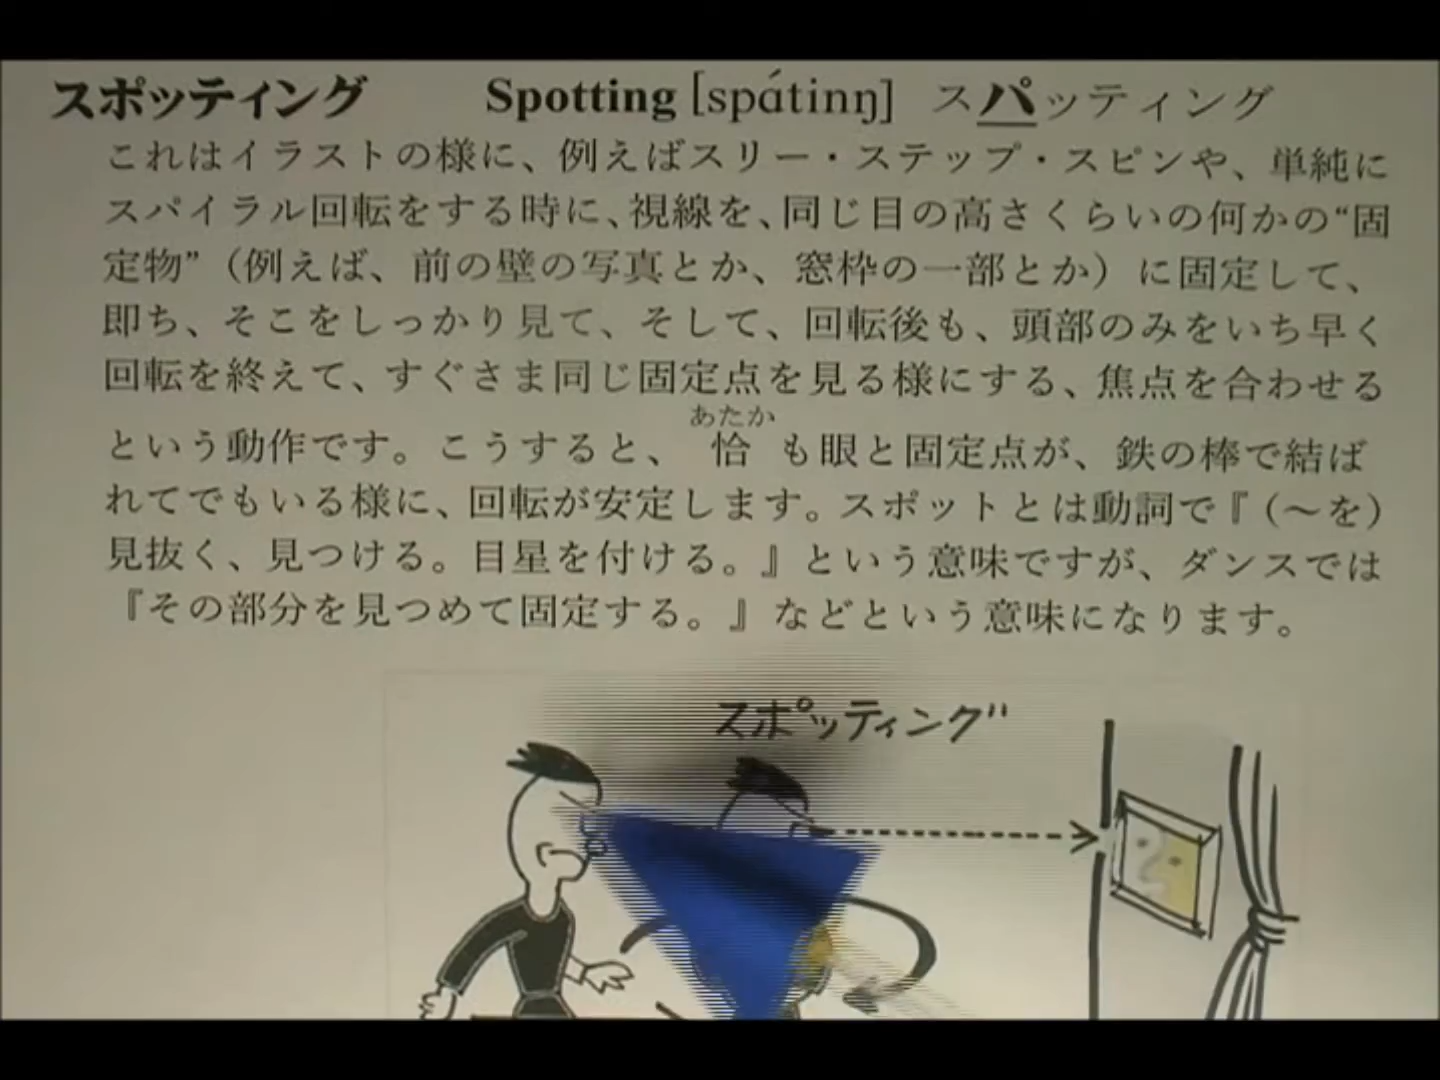 スポッティング Spotting [spátinŋ] スパッティング
これはイラストの様に、例えばスリー・ステップ・スピンや、単純に
スパイラル回転をする時に、視線を、同じ目の高さくらいの何かの“固
定物”（例えば、前の壁の写真とか、窓枠の一部とか）に固定して、
即ち、そこをしっかり見て、そして、回転後も、頭部のみをいち早く
回転を終えて、すぐさま同じ固定点を見る様にする、焦点を合わせる
あたか
という動作です。こうすると、恰も眼と固定点が、鉄の棒で結ば
れてでもいる様に、回転が安定します。スポットとは動詞で『（～を）
見抜く、見つける。目星を付ける。』という意味ですが、ダンスでは
『その部分を見つめて固定する。』などという意味になります。
スポッティング